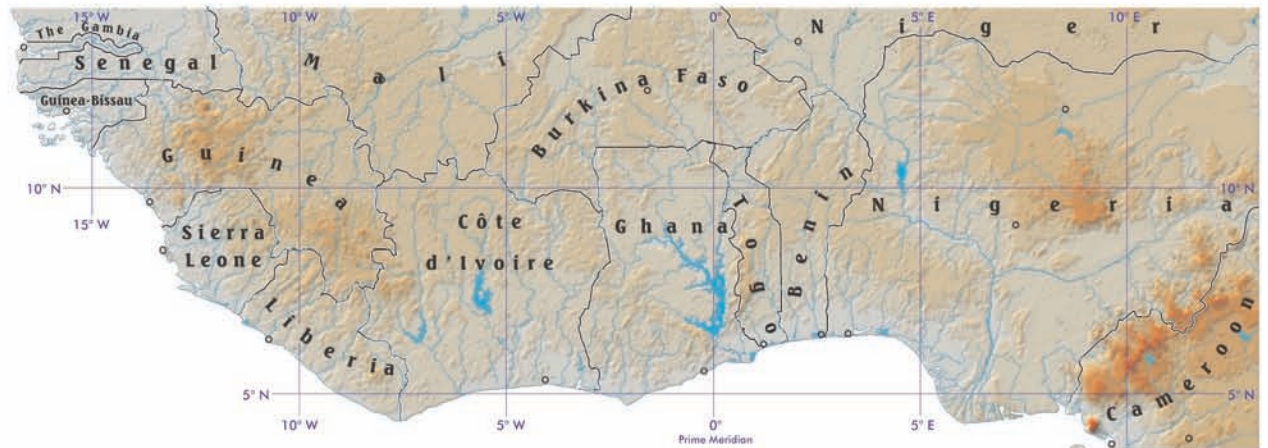 15° W
10° W
5° W
0°
5° E
10° E
The Gambia
Senegal
Mali
Niger
Burkina Faso
Guinea-Bissau
Guinea
10° N
10° N
15° W
Sierra
Leone
Côte
d'Ivoire
Ghana
Togo
Benin
Nigeria
Liberia
Cameroon
5° N
5° N
10° W
5° W
0°
5° E
10° E
Prime Meridian